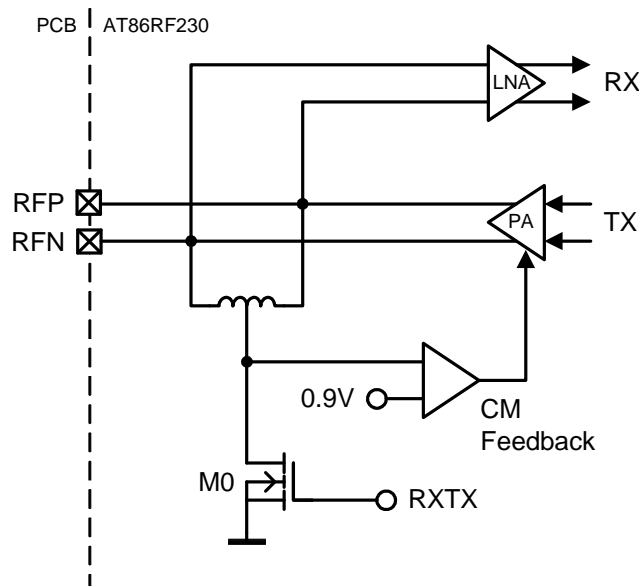 PCB AT86RF230
LNA
RX
RFP
RFN
PA
TX
0.9V
CM
Feedback
M0
RXTX